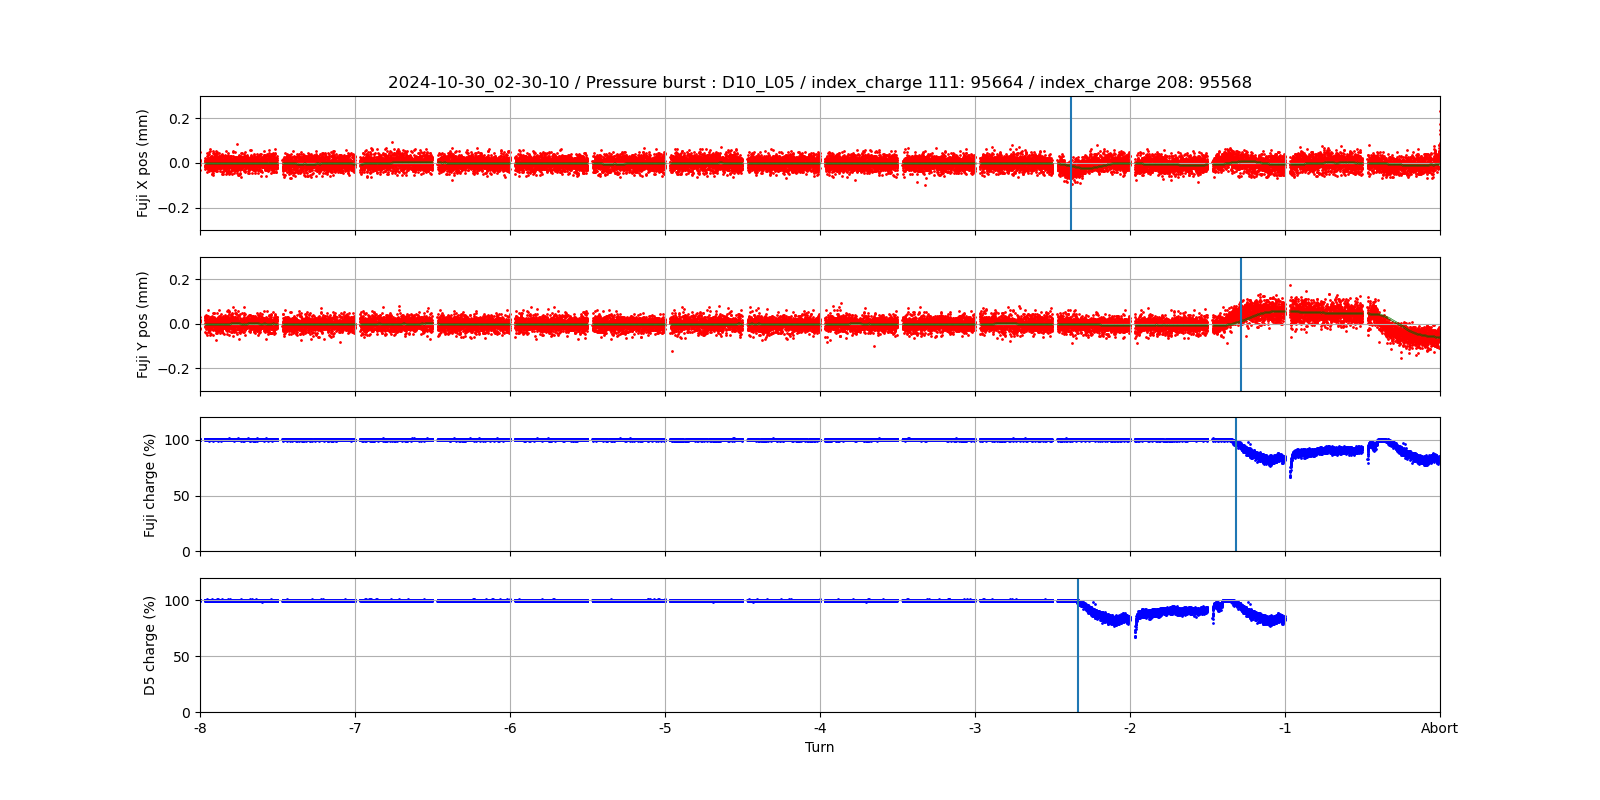 2024-10-30_02-30-10 / Pressure burst : D10_L05 / index_charge 111: 95664 / index_charge 208: 95568
Fuji X pos (mm)
0.2
0.0
−0.2
Fuji Y pos (mm)
0.2
0.0
−0.2
Fuji charge (%)
100
50
0
D5 charge (%)
100
50
0
-8 -7 -6 -5 -4 -3 -2 -1 Abort
Turn